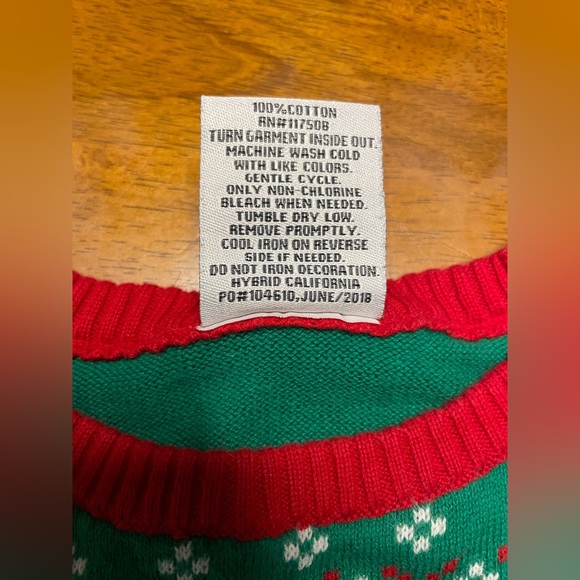 100%COTTON
RN#117508
TURN GARMENT INSIDE OUT.
MACHINE WASH COLD
WITH LIKE COLORS.
GENTLE CYCLE.
ONLY NON-CHLORINE
BLEACH WHEN NEEDED.
TUMBLE DRY LOW.
REMOVE PROMPTLY.
COOL IRON ON REVERSE
SIDE IF NEEDED.
DO NOT IRON DECORATION.
HYBRID CALIFORNIA
PO#104610,JUNE/2018